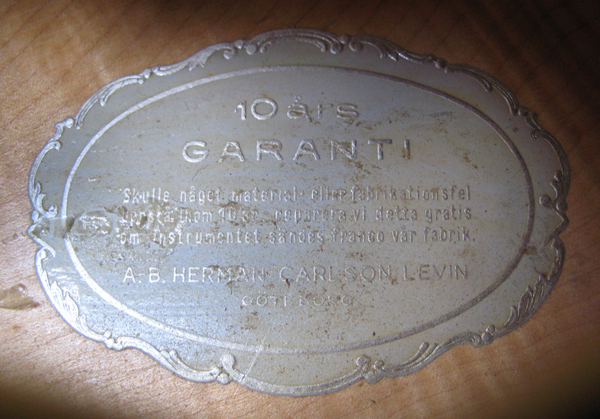 10 års
GARANTI
Skulle något material- eller fabrikationsfel
uppstå inom 10 år, reparera vi detta gratis
om instrumentet sändes franco vår fabrik.
A.-B. HERMAN CARLSON LEVIN
GÖTEBORG